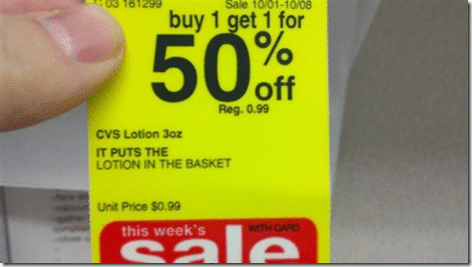 03 161299 Sale 10/01-10/08
buy 1 get 1 for
50% off
Reg. 0.99
CVS Lotion 3oz
IT PUTS THE
LOTION IN THE BASKET
Unit Price $0.99
this week's WITH CARD
sale